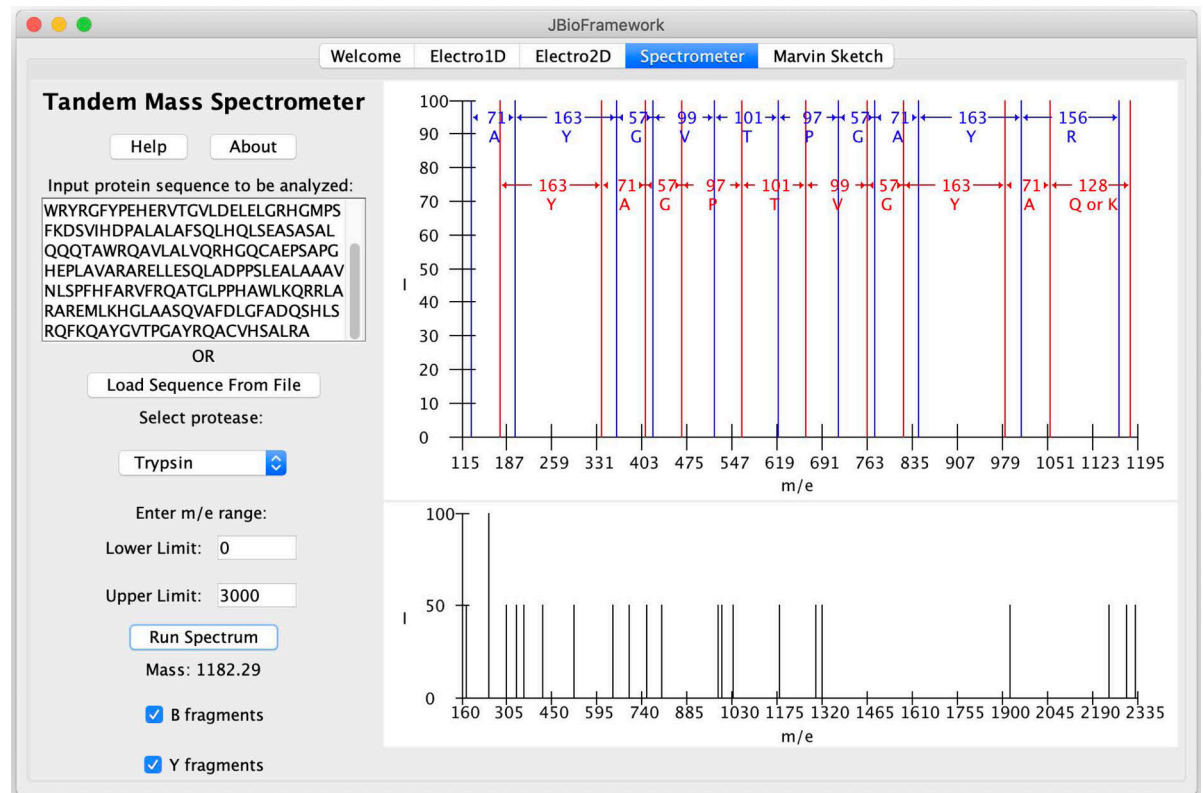 JBioFramework
Welcome Electro1D Electro2D Spectrometer Marvin Sketch
Tandem Mass Spectrometer
Help About
Input protein sequence to be analyzed:
WRYRGFYPEHERVTGVLDELELGRHGMPS
FKDSVIHDPALALAFSQLHQLSEASASAL
QQQTAWRQAVLALVQRHGQCAEPSAPG
HEPLAVARARELLESQLADPPSLEALAAAV
NLSPFHFARVFRQATGLPPHAWLKQRRLA
RAREMLKHGLAASQVAFDLGFADQSHLS
RQFKQAYGVTPGAYRQACVHSALRA
OR
Load Sequence From File
Select protease:
Trypsin
Enter m/e range:
Lower Limit: 0
Upper Limit: 3000
Run Spectrum
Mass: 1182.29
B fragments
Y fragments
100
90
80
70
60
50
40
30
20
10
0
I
71 163 57 99 101 97 57 71 163 156
A Y G V T P G A Y R
163 71 57 97 101 99 57 163 71 128
Y A G P T V G Y A Q or K
115 187 259 331 403 475 547 619 691 763 835 907 979 1051 1123 1195
m/e
100
50
0
I
160 305 450 595 740 885 1030 1175 1320 1465 1610 1755 1900 2045 2190 2335
m/e